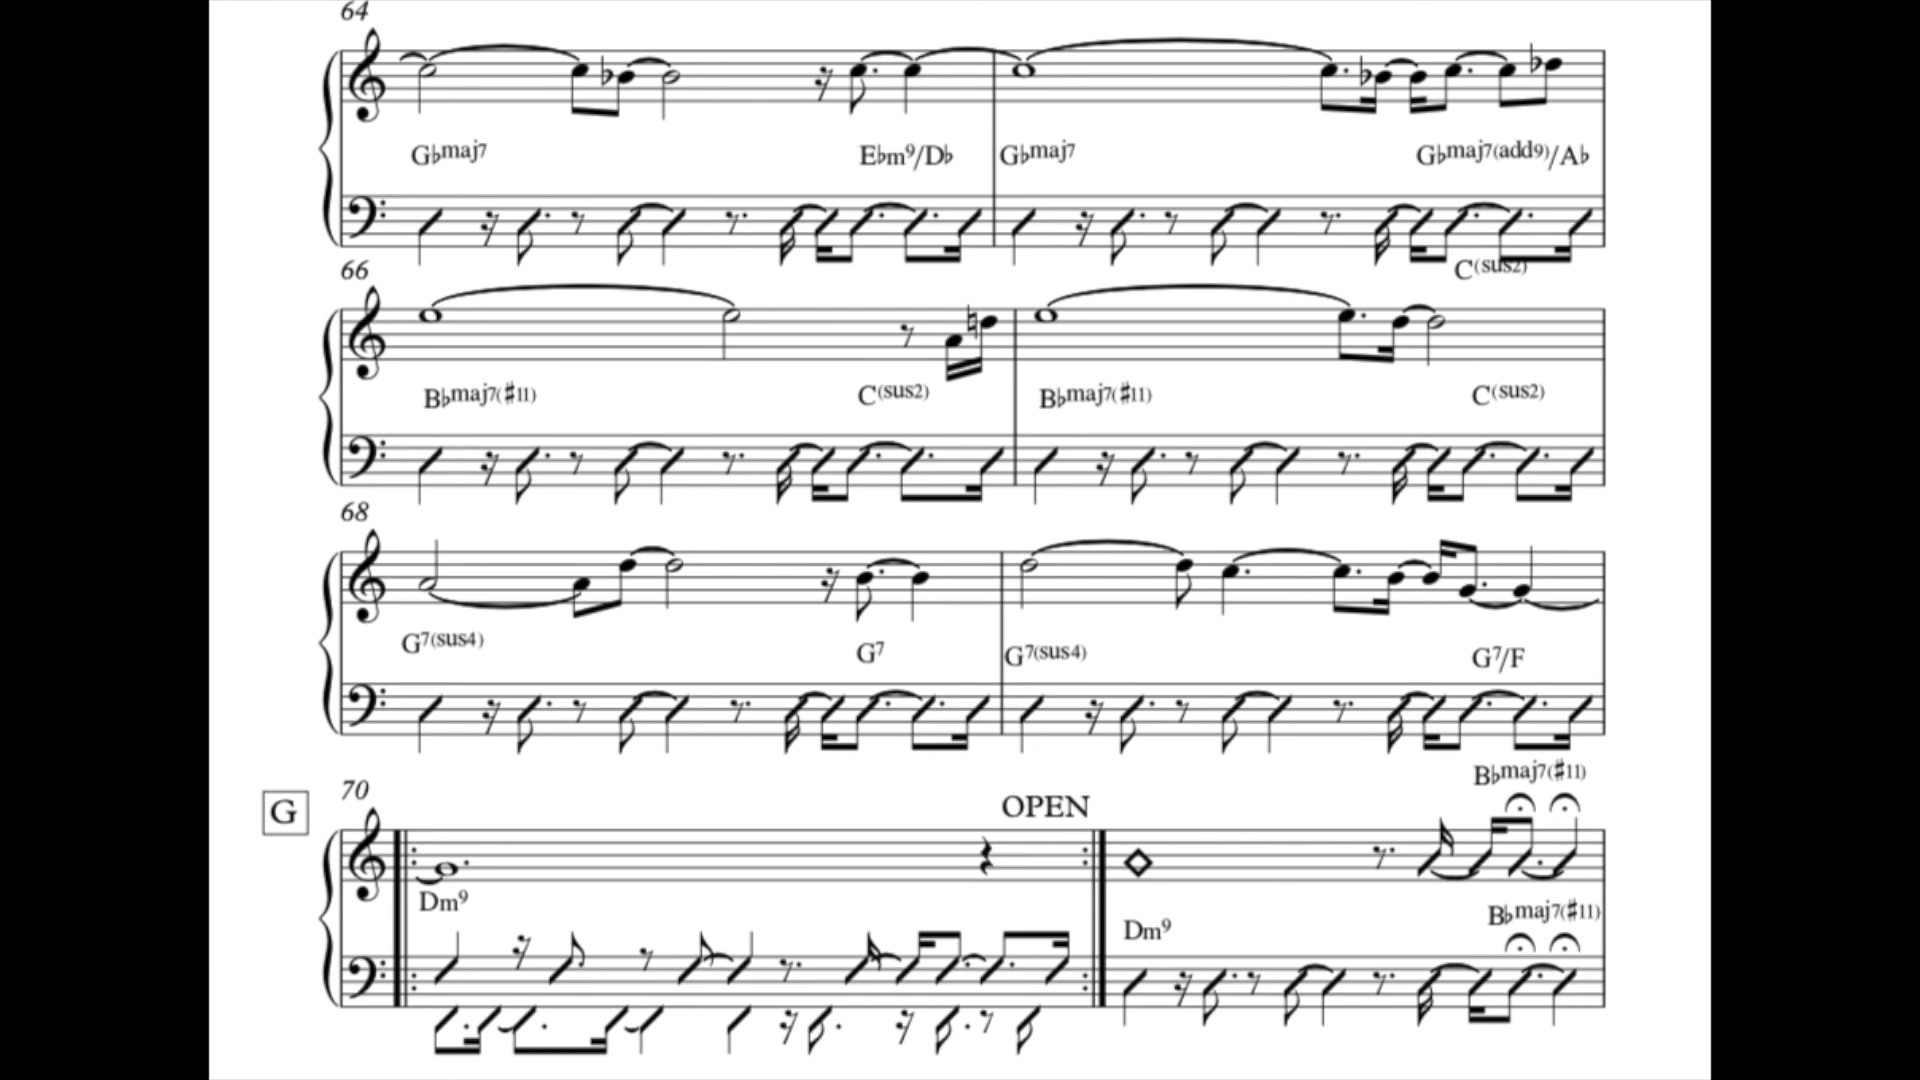 64
G♭maj7 E♭m9/D♭ G♭maj7 G♭maj7(add9)/A♭
66
C(sus2)
B♭maj7(♯11) C(sus2) B♭maj7(♯11) C(sus2)
68
G7(sus4) G7 G7(sus4) G7/F
B♭maj7(♯11)
G 70 OPEN
Dm9 Dm9 B♭maj7(♯11)